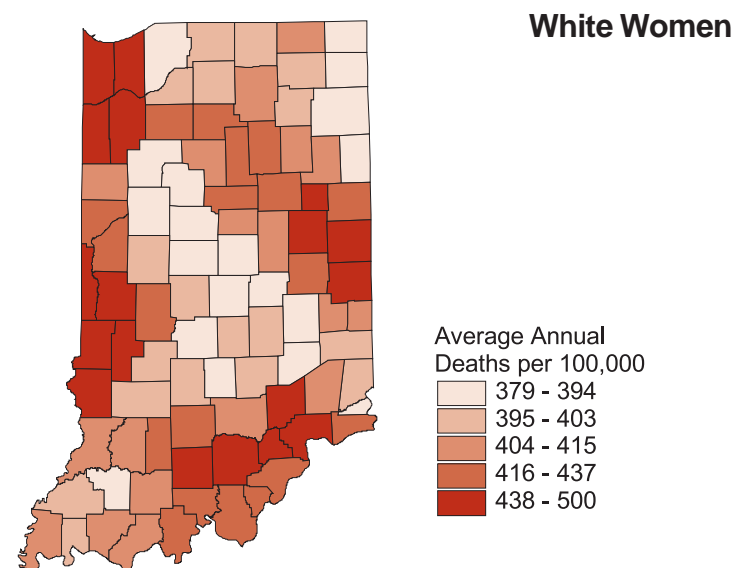 White Women
Average Annual
Deaths per 100,000
379 - 394
395 - 403
404 - 415
416 - 437
438 - 500